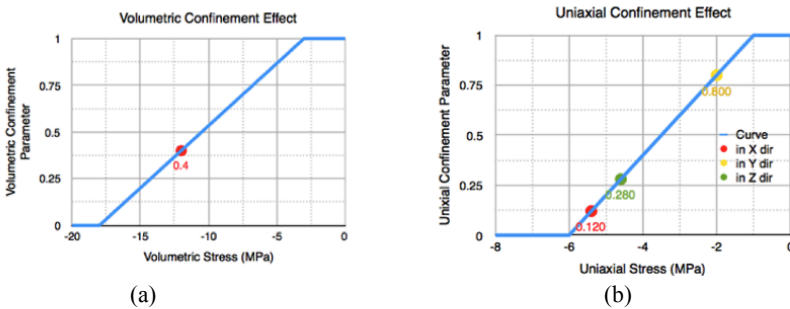 Volumetric Confinement Effect
Volumetric Confinement
Parameter
1
0.75
0.5
0.25
0
0.4
-20
-15
-10
-5
0
Volumetric Stress (MPa)
(a)
Uniaxial Confinement Effect
Unixial Confinement Parameter
1
0.75
0.5
0.25
0
0.800
0.280
0.120
Curve
in X dir
in Y dir
in Z dir
-8
-6
-4
-2
0
Uniaxial Stress (MPa)
(b)